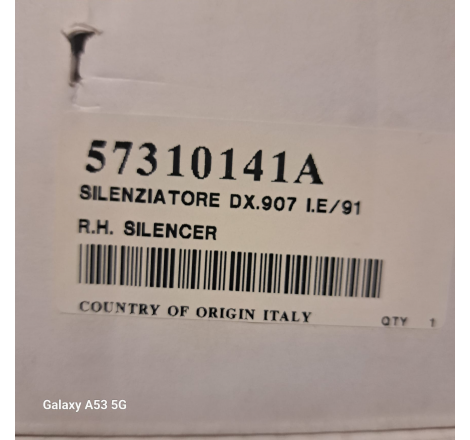 57310141A
SILENZIATORE DX.907 I.E/91
R.H. SILENCER
COUNTRY OF ORIGIN ITALY
QTY 1
Galaxy A53 5G